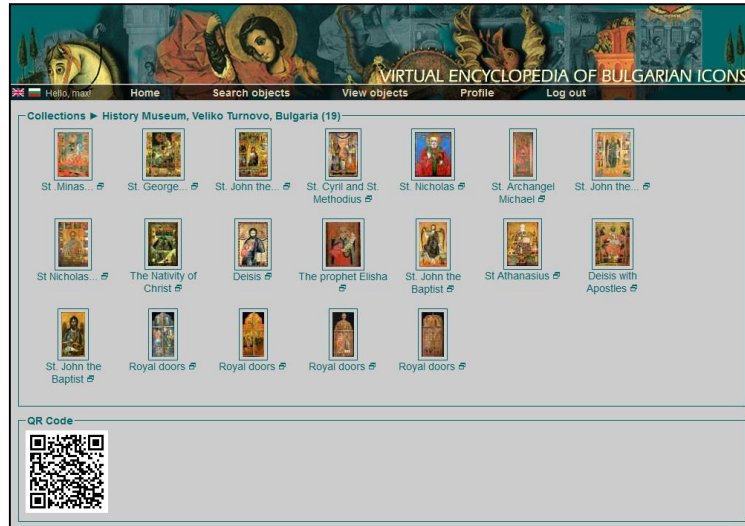 VIRTUAL ENCYCLOPEDIA OF BULGARIAN ICONS
Hello, max! Home Search objects View objects Profile Log out
Collections ► History Museum, Veliko Turnovo, Bulgaria (19)
St .Minas... St. George... St. John the... St. Cyril and St. Methodius St. Nicholas St. Archangel Michael St. John the...
St Nicholas... The Nativity of Christ Deisis The prophet Elisha St. John the Baptist St Athanasius Deisis with Apostles
St. John the Baptist Royal doors Royal doors Royal doors Royal doors
QR Code